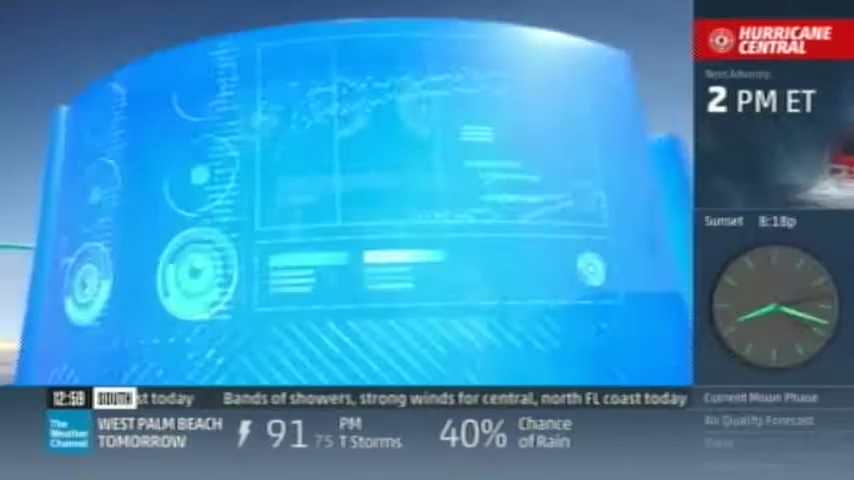 HURRICANE
CENTRAL
Next Advisory
2 PM ET
Sunset 8:18p
12:59 SOUTH st today Bands of showers, strong winds for central, north FL coast today
Current Moon Phase
Air Quality Forecast
The
Weather
Channel
WEST PALM BEACH
TOMORROW
91 75 PM
T Storms
40% Chance
of Rain